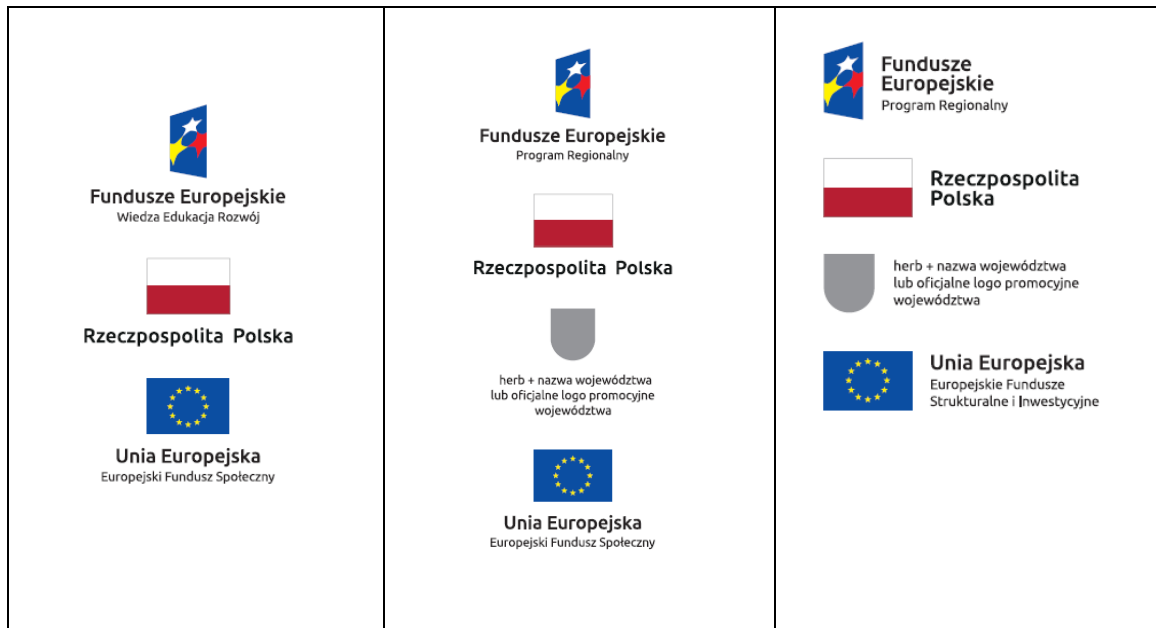 Fundusze Europejskie
Wiedza Edukacja Rozwój
Rzeczpospolita Polska
Unia Europejska
Europejski Fundusz Społeczny
Fundusze Europejskie
Program Regionalny
Rzeczpospolita Polska
herb + nazwa województwa
lub oficjalne logo promocyjne
województwa
Unia Europejska
Europejski Fundusz Społeczny
Fundusze
Europejskie
Program Regionalny
Rzeczpospolita
Polska
herb + nazwa województwa
lub oficjalne logo promocyjne
województwa
Unia Europejska
Europejskie Fundusze
Strukturalne i Inwestycyjne